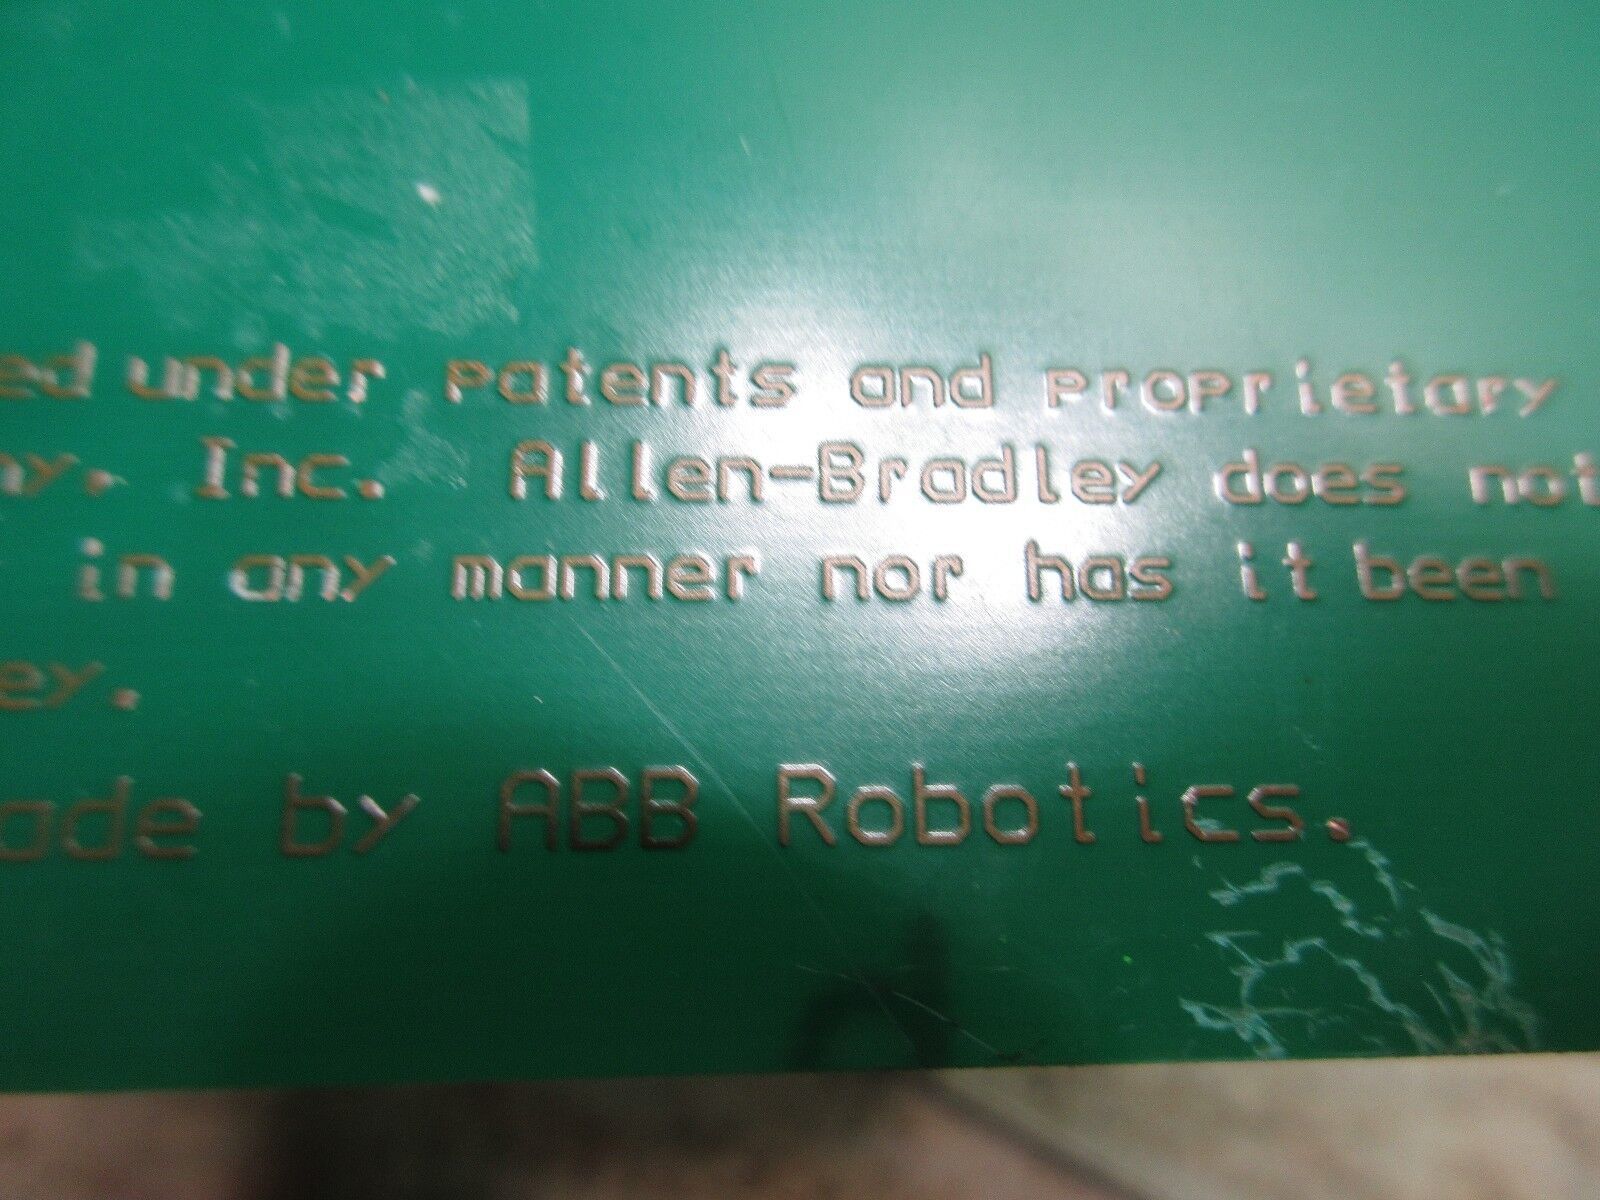 ed under patents and proprietary
ny, Inc. Allen-Bradley does not
in any manner nor has it been
ey.
ade by ABB Robotics.